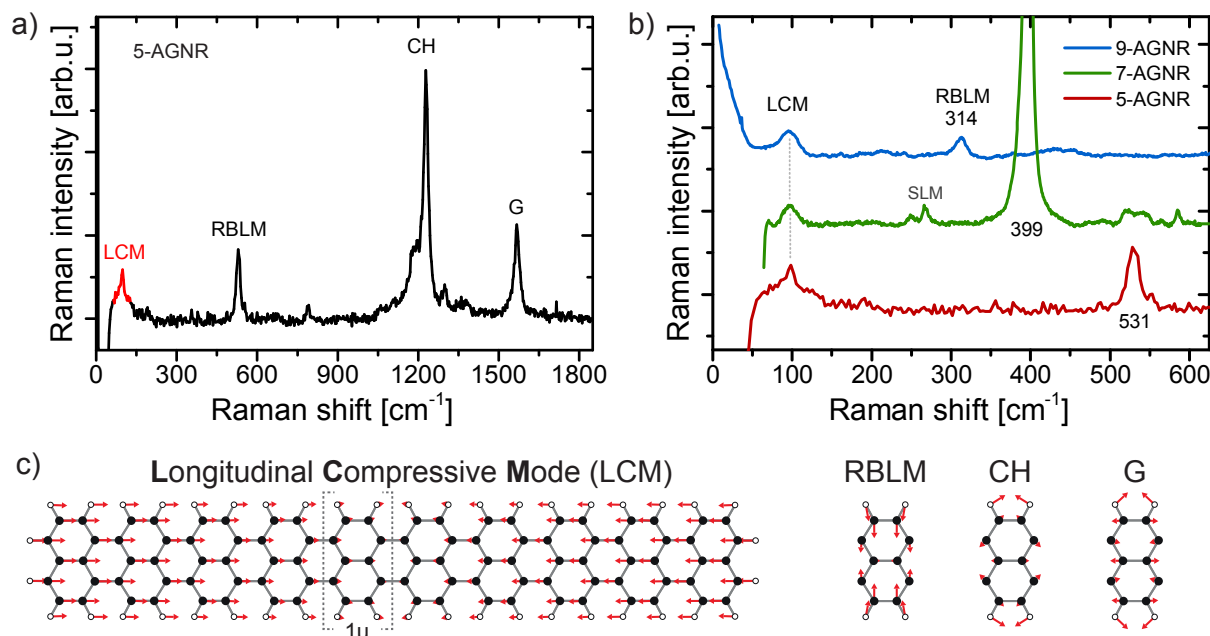 a)
5-AGNR
LCM
RBLM
CH
G
Raman intensity [arb.u.]
0 300 600 900 1200 1500 1800
Raman shift [cm-1]
b)
9-AGNR
7-AGNR
5-AGNR
LCM
RBLM
314
SLM
399
531
Raman intensity [arb.u.]
0 100 200 300 400 500 600
Raman shift [cm-1]
c)
Longitudinal Compressive Mode (LCM)
1u
RBLM CH G